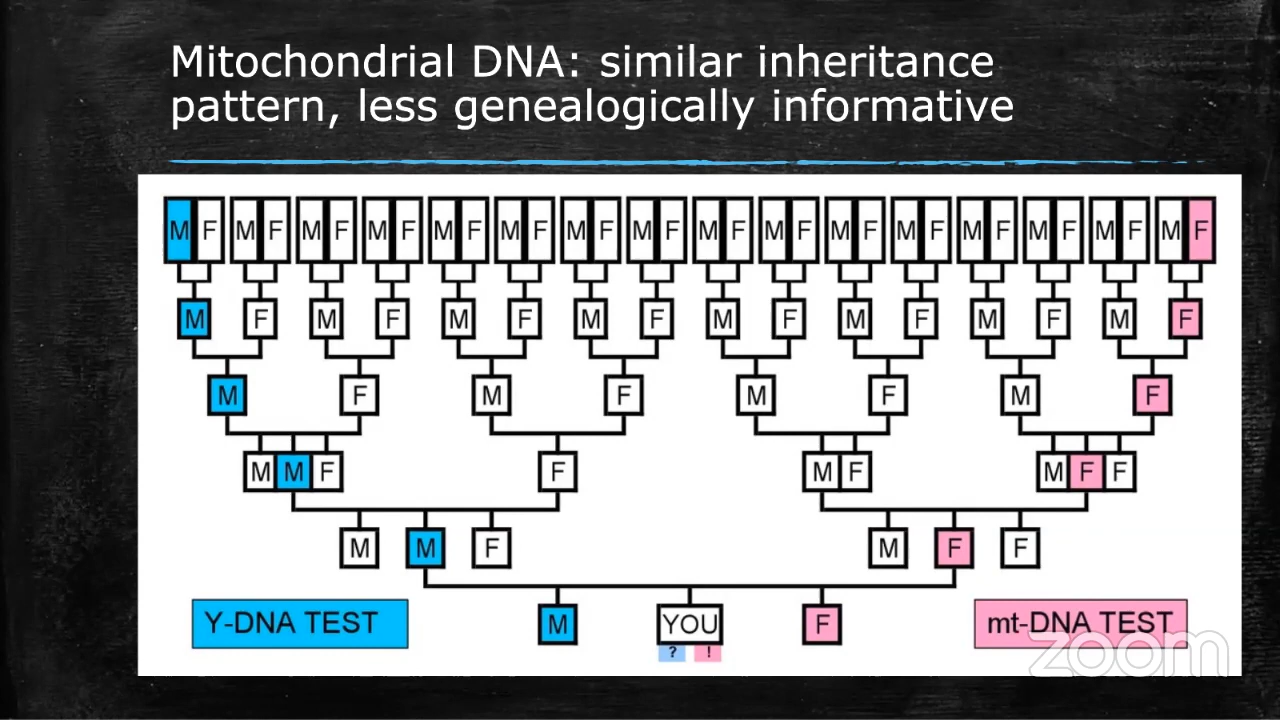 Mitochondrial DNA: similar inheritance
pattern, less genealogically informative
M F M F M F M F M F M F M F M F M F M F M F M F M F M F M F M F
M F M F M F M F M F M F M F M F
M F M F M F M F
M M F F M F M F F
M M F M F F
Y-DNA TEST M YOU F mt-DNA TEST
? !
zoom